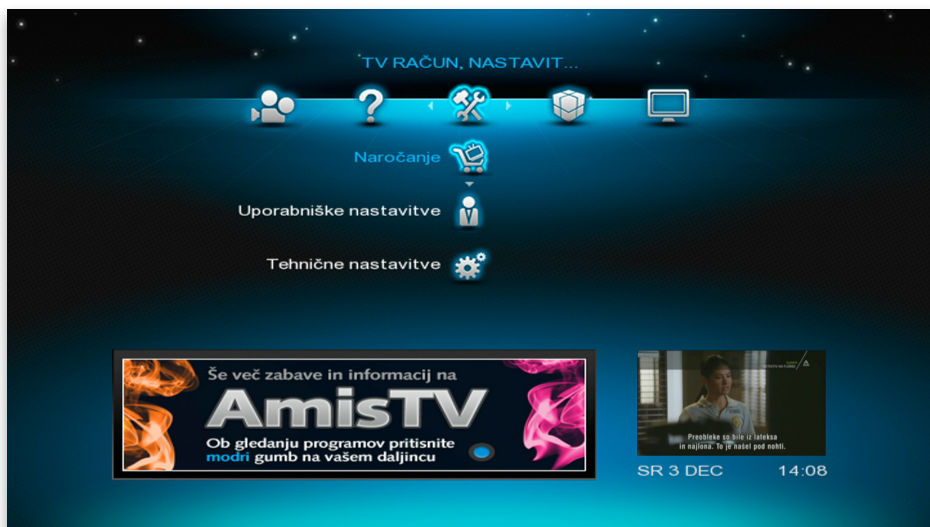 TV RAČUN, NASTAVIT...
Naročanje
Uporabniške nastavitve
Tehnične nastavitve
Še več zabave in informacij na
AmisTV
Ob gledanju programov pritisnite
modri gumb na vašem daljincu
Preobleke so bile iz lateksa
in najlona. To je našel pod nohti.
SR 3 DEC 14:08